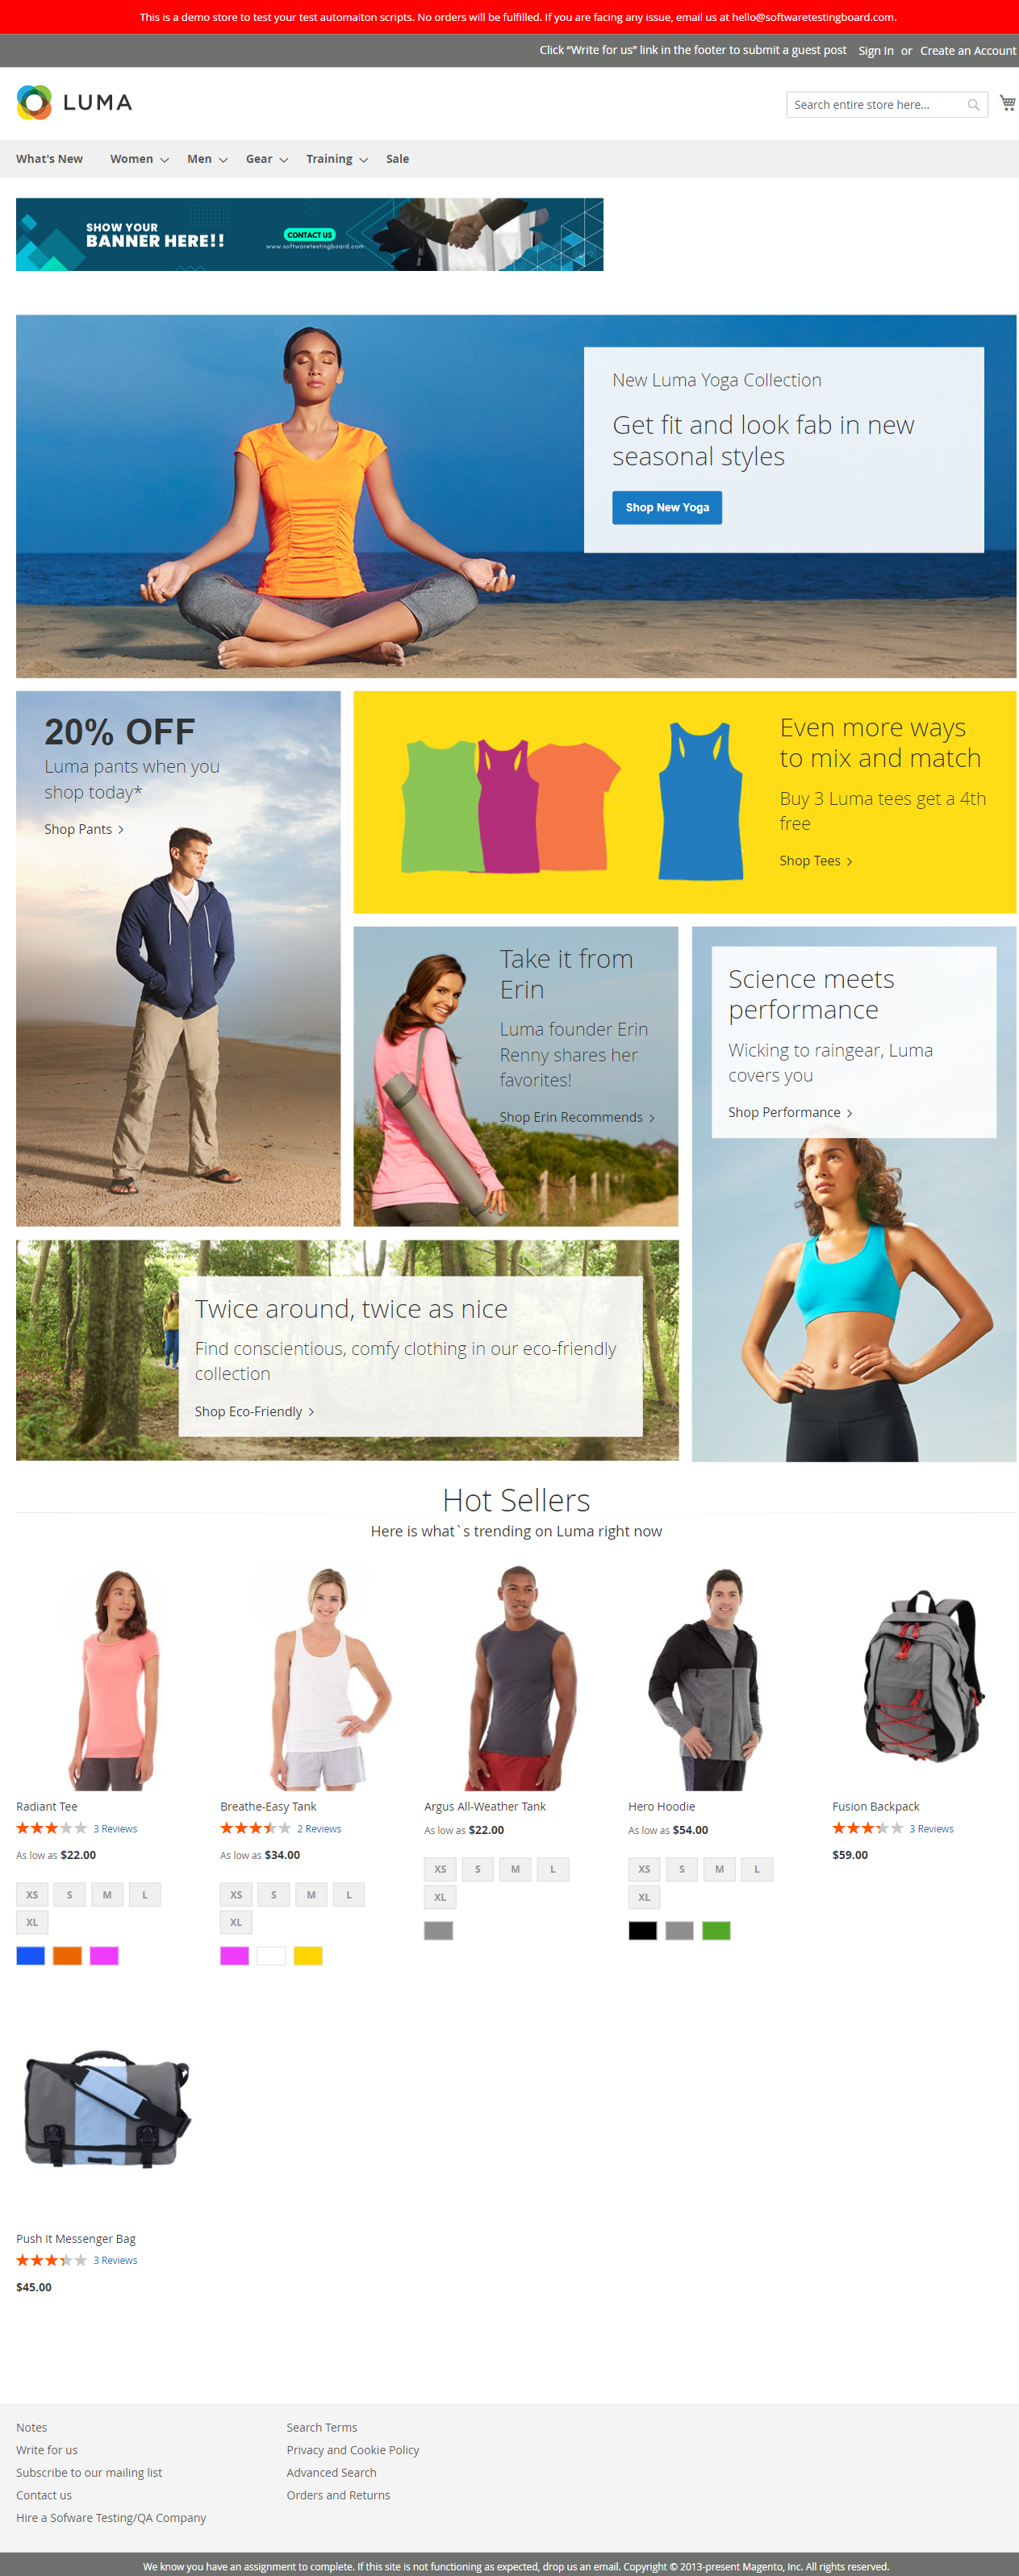 This is a demo store to test your test automaiton scripts. No orders will be fulfilled. If you are facing any issue, email us at hello@softwaretestingboard.com.
Click “Write for us” link in the footer to submit a guest post Sign In or Create an Account
LUMA
Search entire store here...
What's New Women Men Gear Training Sale
SHOW YOUR
BANNER HERE!!
CONTACT US
www.softwaretestingboard.com
New Luma Yoga Collection
Get fit and look fab in new
seasonal styles
Shop New Yoga
20% OFF
Luma pants when you
shop today*
Shop Pants
Even more ways
to mix and match
Buy 3 Luma tees get a 4th
free
Shop Tees
Take it from
Erin
Luma founder Erin
Renny shares her
favorites!
Shop Erin Recommends
Science meets
performance
Wicking to raingear, Luma
covers you
Shop Performance
Twice around, twice as nice
Find conscientious, comfy clothing in our eco-friendly
collection
Shop Eco-Friendly
Hot Sellers
Here is what`s trending on Luma right now
Radiant Tee
3 Reviews
As low as $22.00
XS S M L
XL
Breathe-Easy Tank
2 Reviews
As low as $34.00
XS S M L
XL
Argus All-Weather Tank
As low as $22.00
XS S M L
XL
Hero Hoodie
As low as $54.00
XS S M L
XL
Fusion Backpack
3 Reviews
$59.00
Push It Messenger Bag
3 Reviews
$45.00
Notes
Write for us
Subscribe to our mailing list
Contact us
Hire a Sofware Testing/QA Company
Search Terms
Privacy and Cookie Policy
Advanced Search
Orders and Returns
We know you have an assignment to complete. If this site is not functioning as expected, drop us an email. Copyright © 2013-present Magento, Inc. All rights reserved.